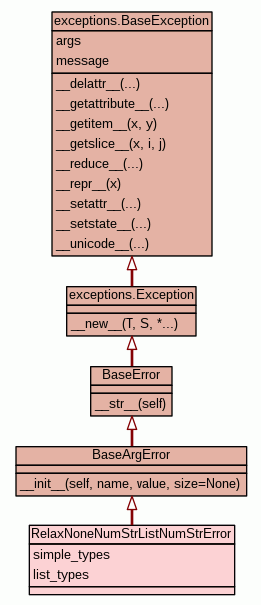 exceptions.BaseException
args
message
__delattr__(...)
__getattribute__(...)
__getitem__(x, y)
__getslice__(x, i, j)
__reduce__(...)
__repr__(x)
__setattr__(...)
__setstate__(...)
__unicode__(...)
exceptions.Exception
__new__(T, S, *...)
BaseError
__str__(self)
BaseArgError
__init__(self, name, value, size=None)
RelaxNoneNumStrListNumStrError
simple_types
list_types